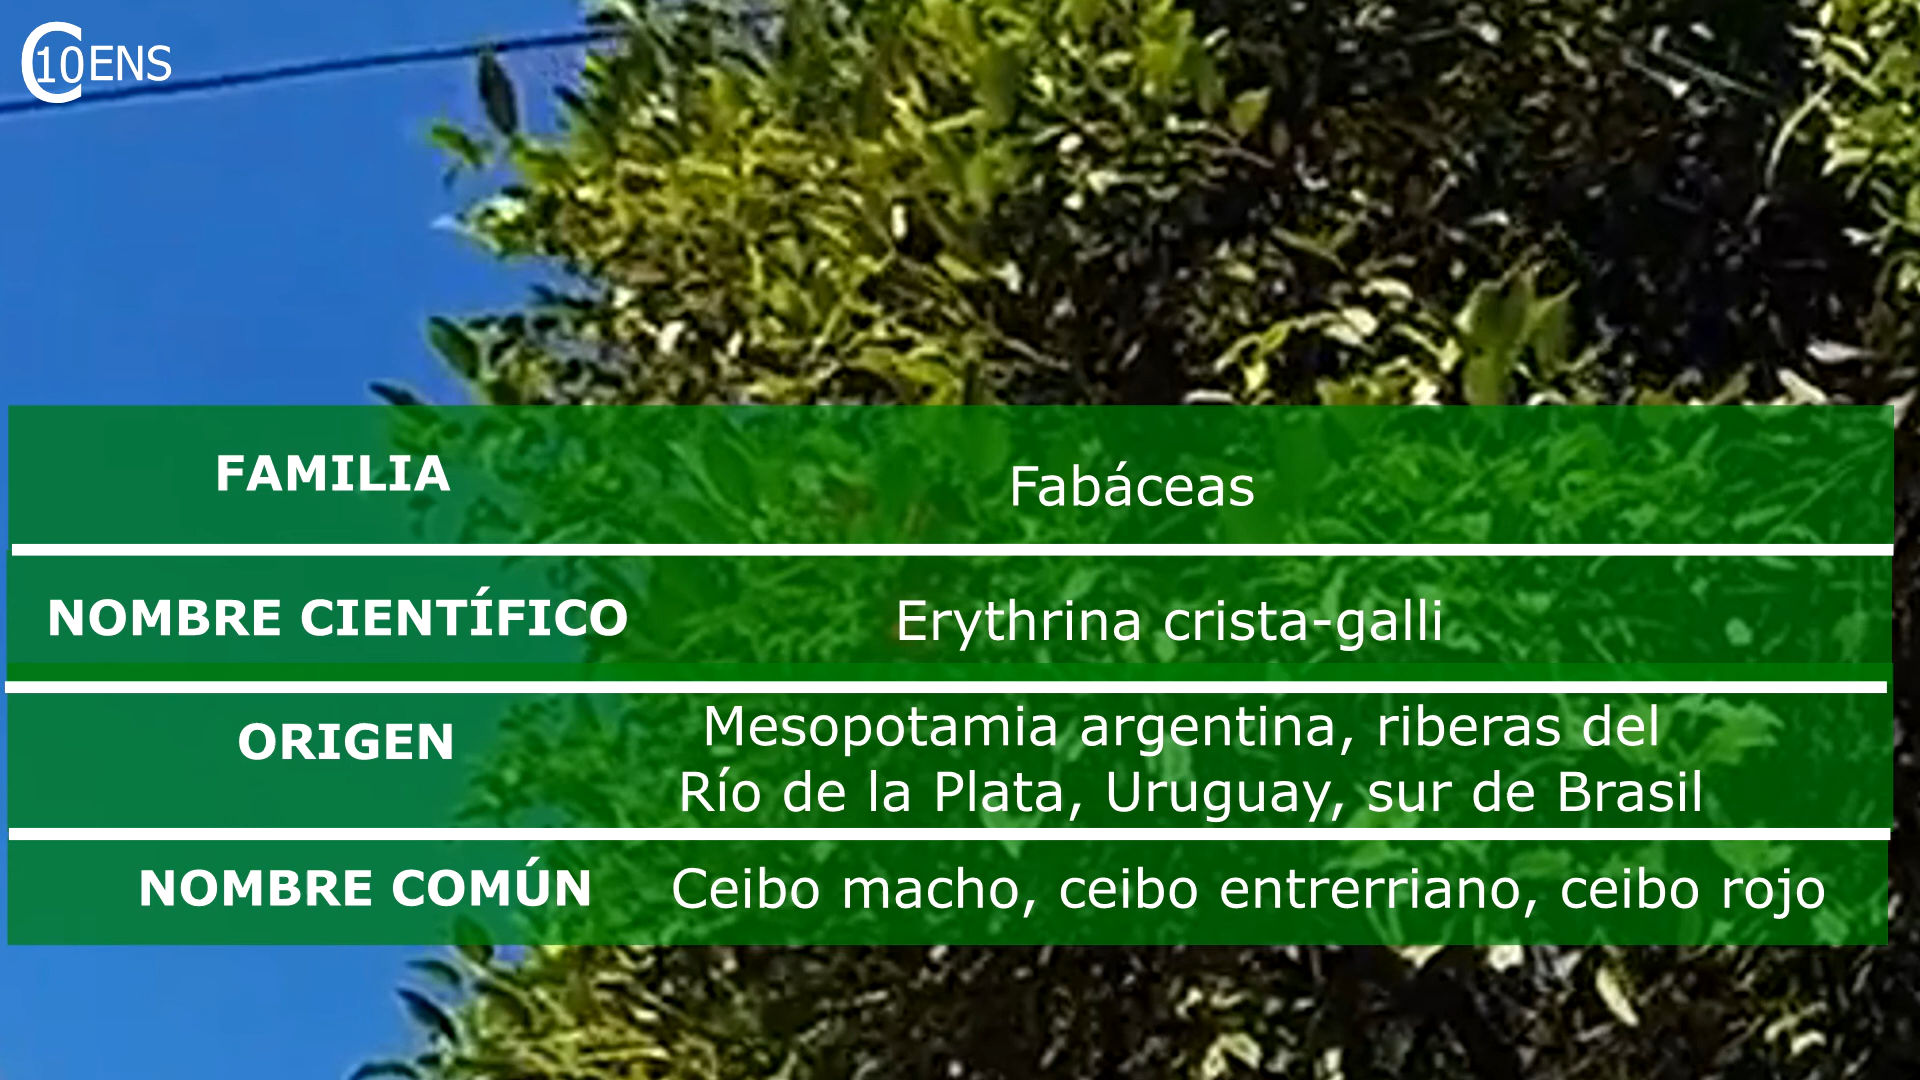 C10ENS
FAMILIA
Fabáceas
NOMBRE CIENTÍFICO
Erythrina crista-galli
ORIGEN
Mesopotamia argentina, riberas del
Río de la Plata, Uruguay, sur de Brasil
NOMBRE COMÚN
Ceibo macho, ceibo entrerriano, ceibo rojo